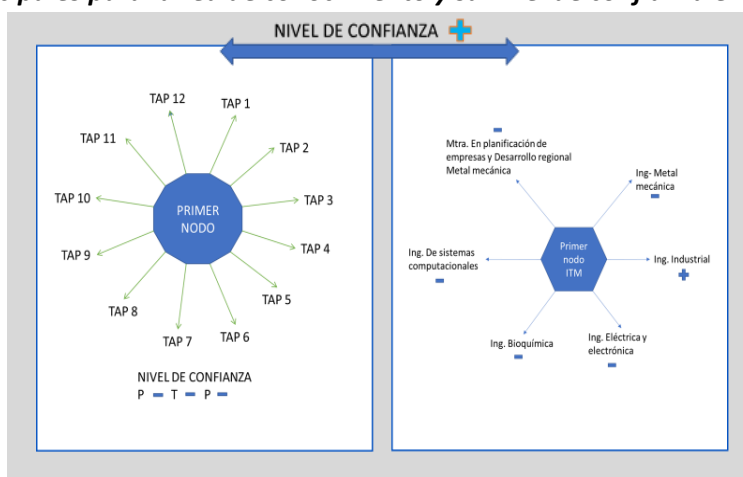 NIVEL DE CONFIANZA
TAP 12
TAP 1
TAP 11
TAP 2
TAP 10
TAP 3
TAP 9
TAP 4
TAP 8
TAP 5
TAP 7
TAP 6
PRIMER
NODO
NIVEL DE CONFIANZA
P – T – P –
Mtra. En planificación de
empresas y Desarrollo regional
Metal mecánica
Ing- Metal
mecánica
Ing. De sistemas
computacionales
Primer
nodo
ITM
Ing. Industrial
Ing. Bioquímica
Ing. Eléctrica y
electrónica